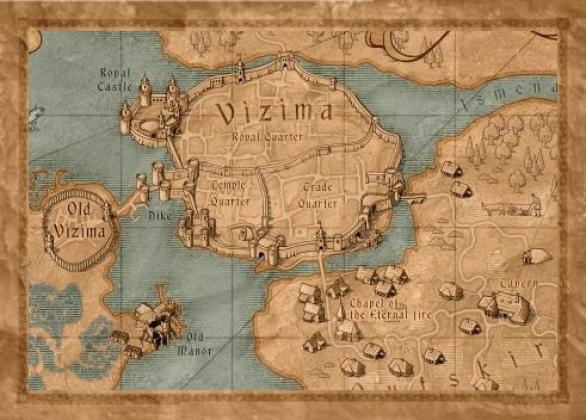 Royal
Castle
Vizima
Royal Quarter
Ismena
Temple
Quarter
Trade
Quarter
Old
Vizima
Dike
Tavern
Chapel of
the Eternal fire
Old
Manor